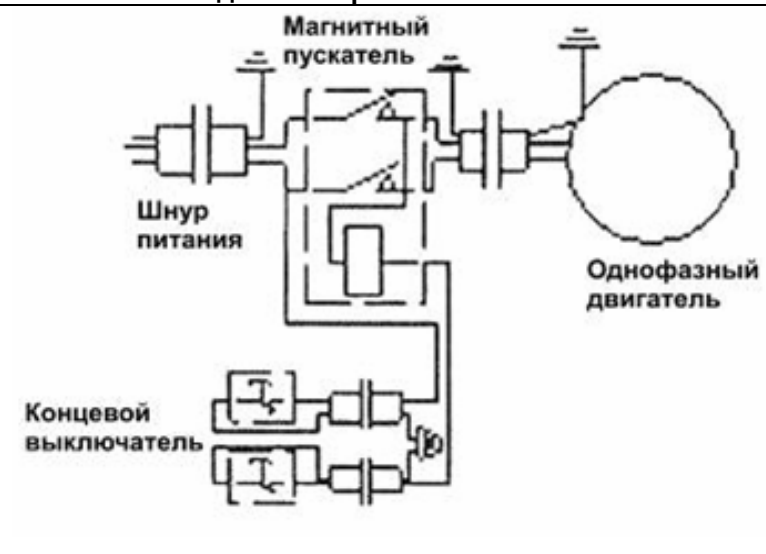 Магнитный
пускатель
Шнур
питания
Однофазный
двигатель
Концевой
выключатель